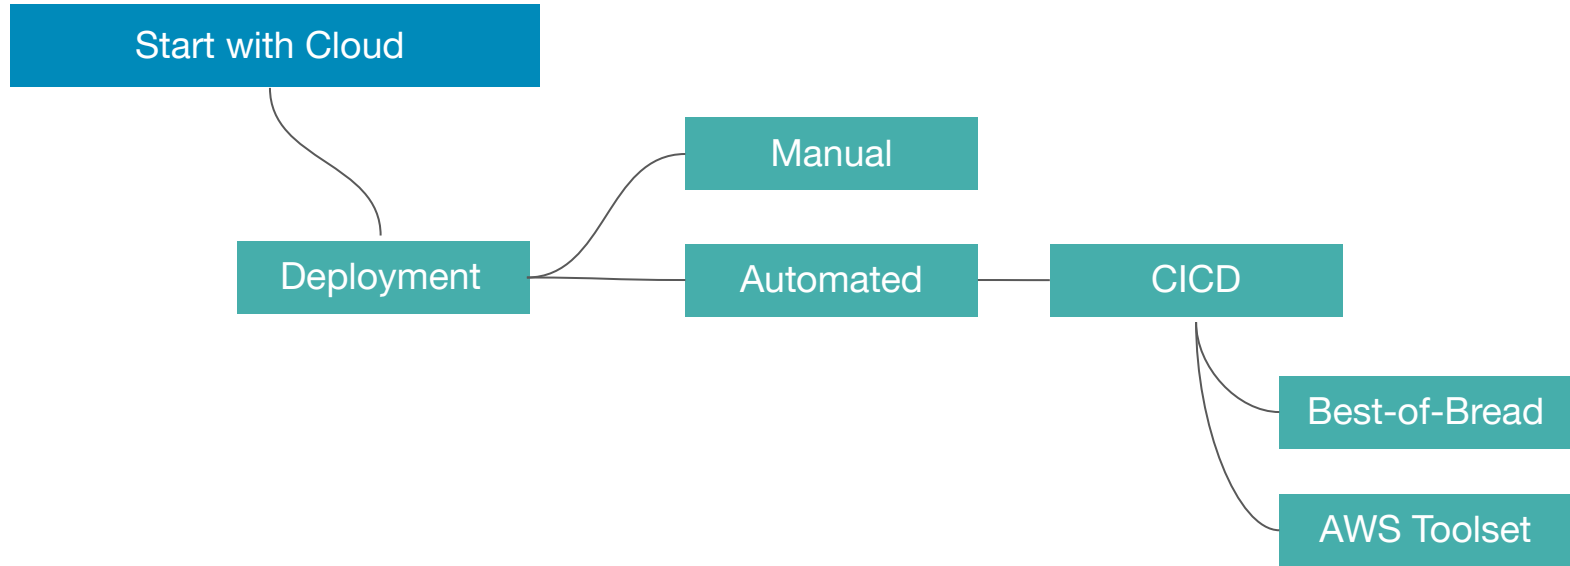 Start with Cloud
Manual
Deployment
Automated
CICD
Best-of-Bread
AWS Toolset